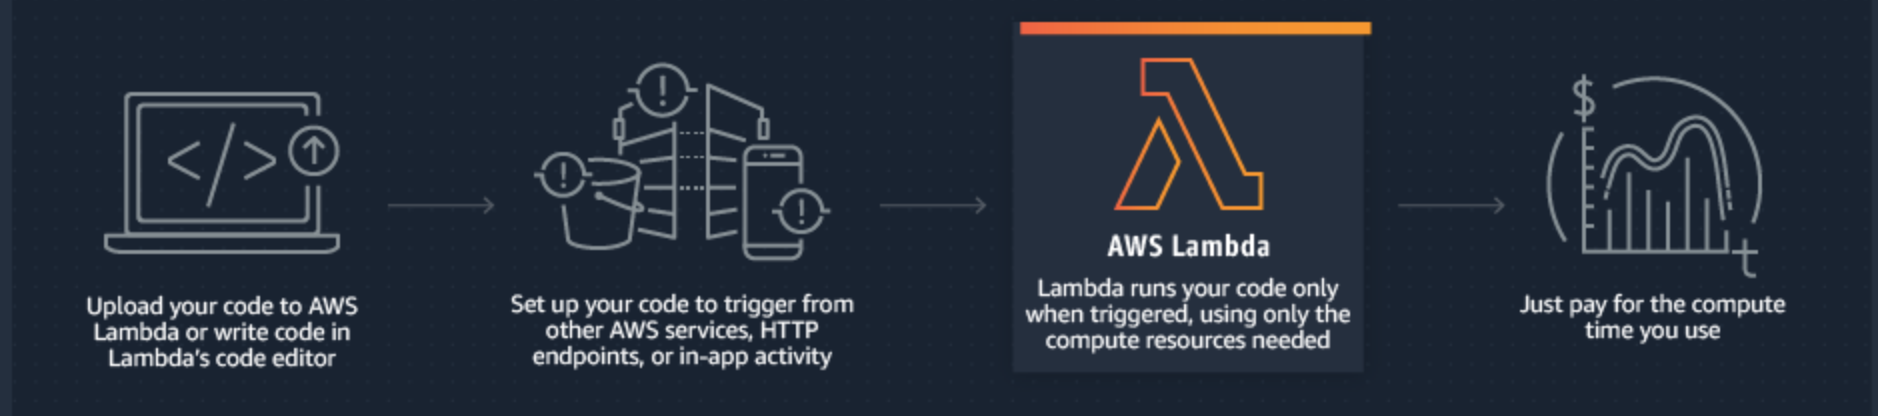 Upload your code to AWS
Lambda or write code in
Lambda's code editor
Set up your code to trigger from
other AWS services, HTTP
endpoints, or in-app activity
AWS Lambda
Lambda runs your code only
when triggered, using only the
compute resources needed
$
t
Just pay for the compute
time you use